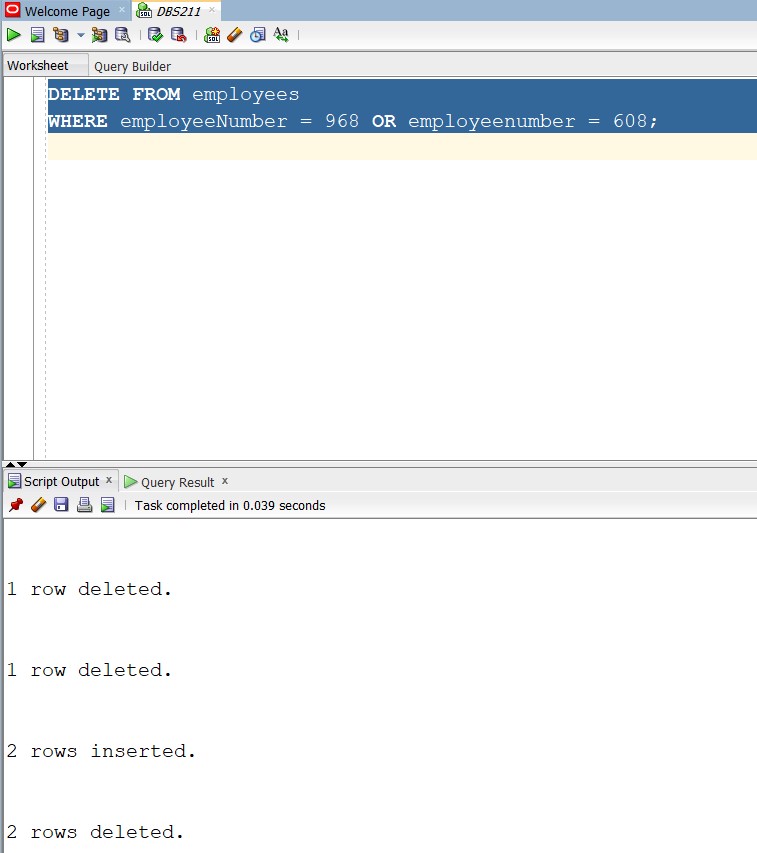 Welcome Page
DBS211
Worksheet
Query Builder
DELETE FROM employees
WHERE employeeNumber = 968 OR employeenumber = 608;
Script Output
Query Result
Task completed in 0.039 seconds
1 row deleted.
1 row deleted.
2 rows inserted.
2 rows deleted.